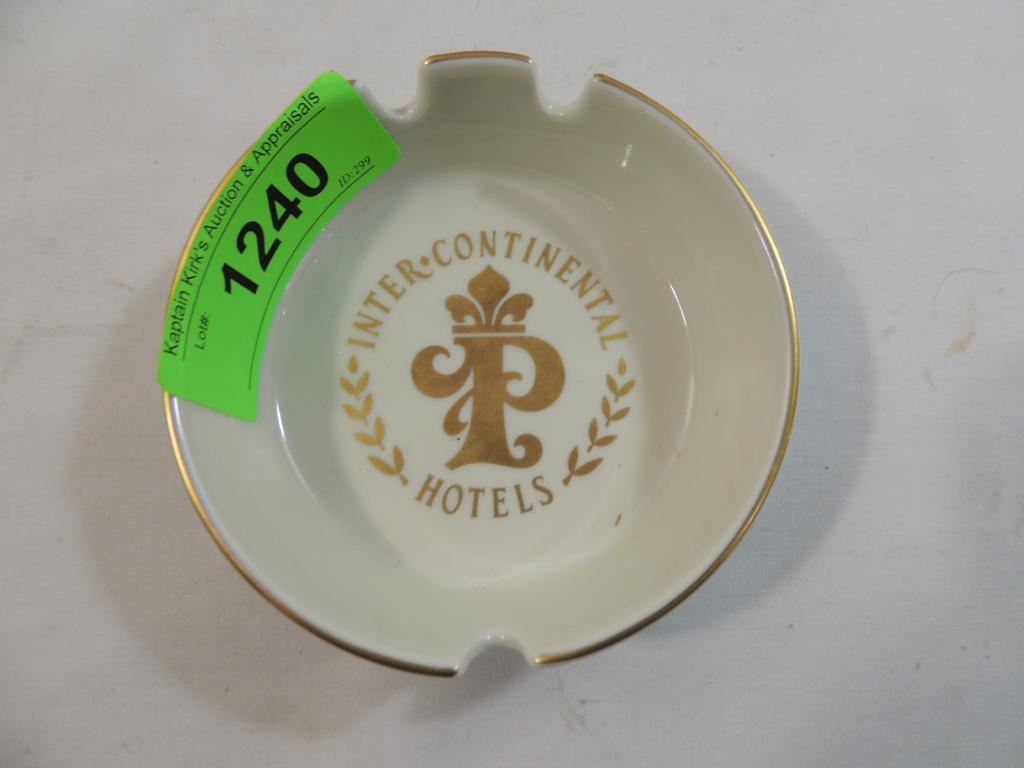 Kaptain Kirk's Auction & Appraisals
Lot#:
1240
ID:299
INTER•CONTINENTAL
P
HOTELS